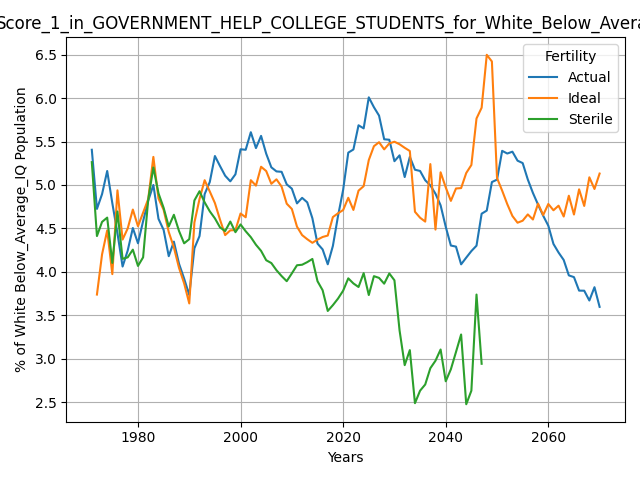 Score_1_in_GOVERNMENT_HELP_COLLEGE_STUDENTS_for_White_Below_Avera
Fertility
Actual
Ideal
Sterile
% of White Below_Average_IQ Population
6.5
6.0
5.5
5.0
4.5
4.0
3.5
3.0
2.5
1980
2000
2020
2040
2060
Years